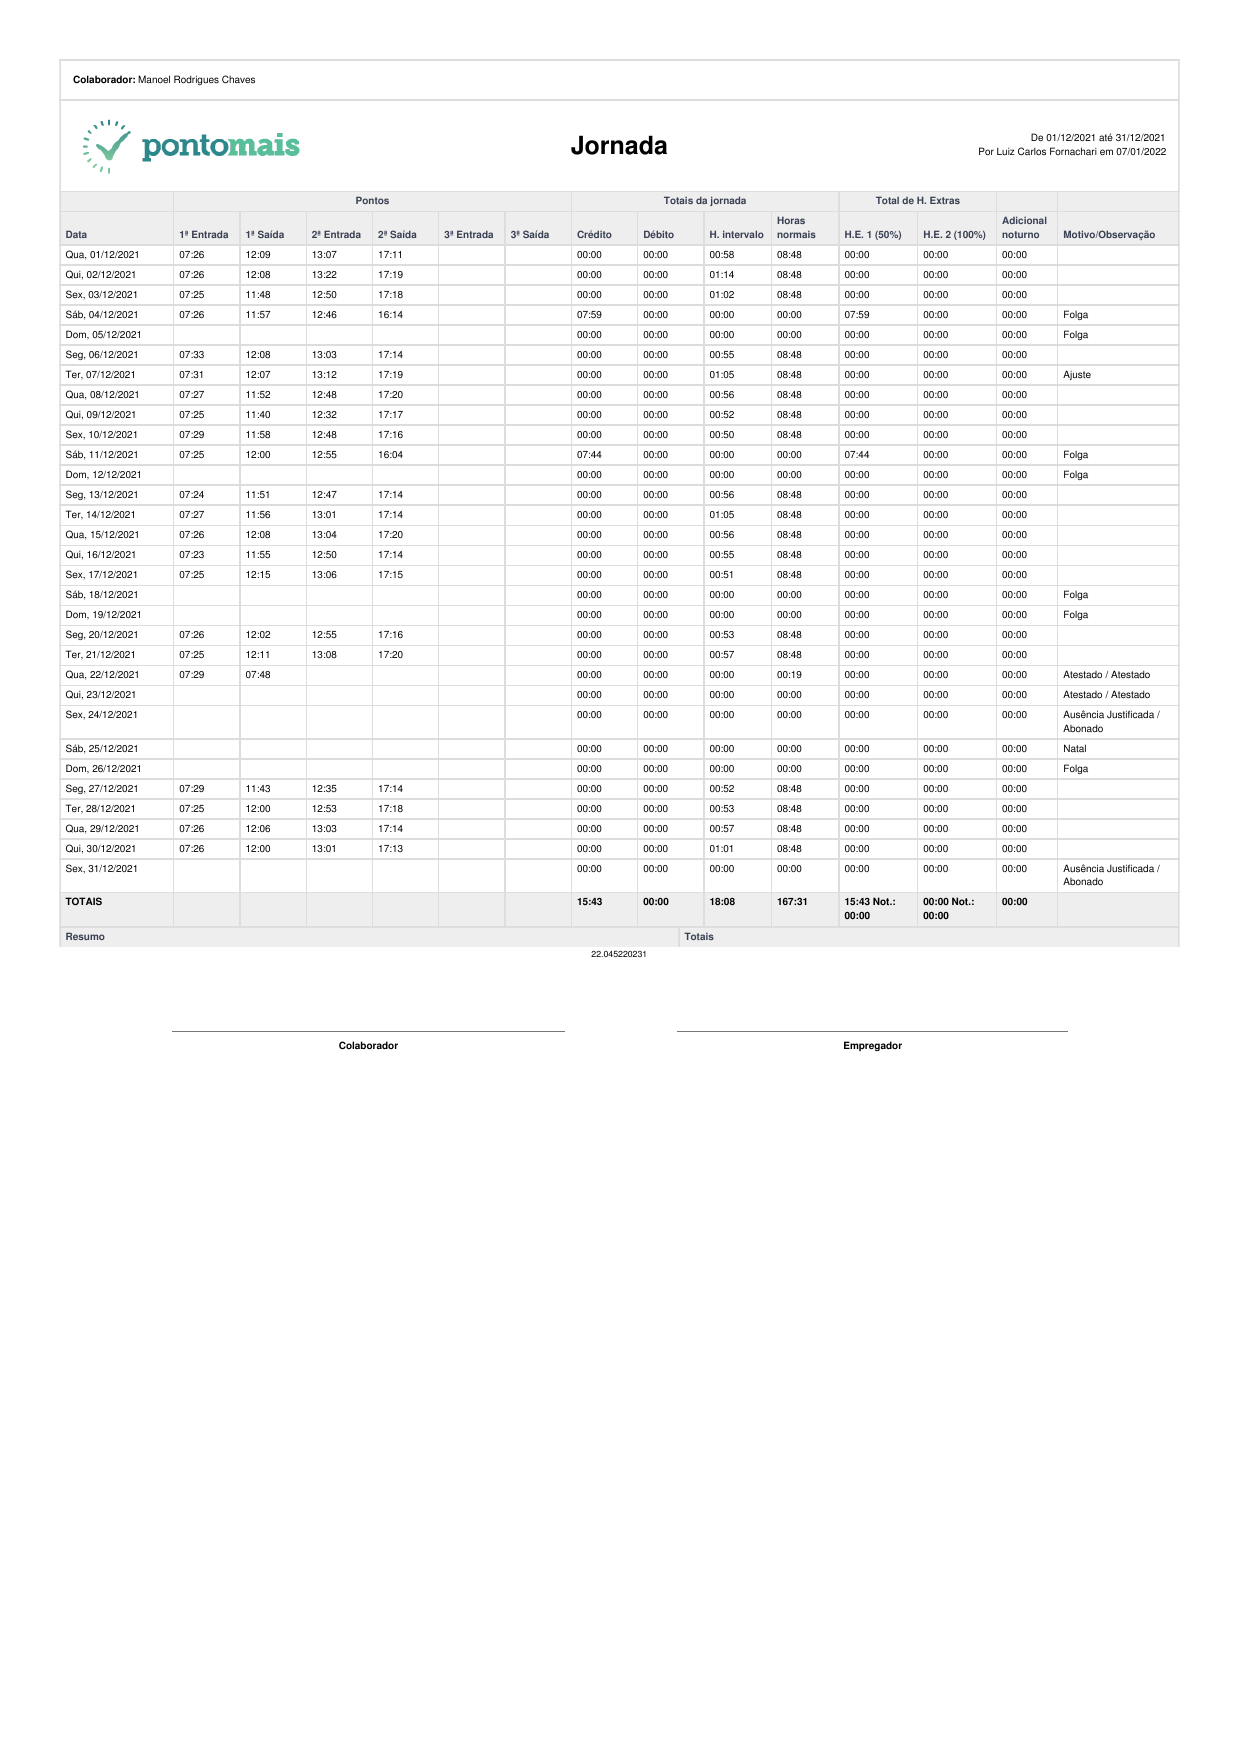 Colaborador: Manoel Rodrigues Chaves
pontomais
Jornada
De 01/12/2021 até 31/12/2021
Por Luiz Carlos Fornachari em 07/01/2022
Pontos Totais da jornada Total de H. Extras
Data 1ª Entrada 1ª Saída 2ª Entrada 2ª Saída 3ª Entrada 3ª Saída Crédito Débito H. intervalo Horas normais H.E. 1 (50%) H.E. 2 (100%) Adicional noturno Motivo/Observação
Qua, 01/12/2021 07:26 12:09 13:07 17:11 00:00 00:00 00:58 08:48 00:00 00:00 00:00
Qui, 02/12/2021 07:26 12:08 13:22 17:19 00:00 00:00 01:14 08:48 00:00 00:00 00:00
Sex, 03/12/2021 07:25 11:48 12:50 17:18 00:00 00:00 01:02 08:48 00:00 00:00 00:00
Sáb, 04/12/2021 07:26 11:57 12:46 16:14 07:59 00:00 00:00 00:00 07:59 00:00 00:00 Folga
Dom, 05/12/2021 00:00 00:00 00:00 00:00 00:00 00:00 00:00 Folga
Seg, 06/12/2021 07:33 12:08 13:03 17:14 00:00 00:00 00:55 08:48 00:00 00:00 00:00
Ter, 07/12/2021 07:31 12:07 13:12 17:19 00:00 00:00 01:05 08:48 00:00 00:00 00:00 Ajuste
Qua, 08/12/2021 07:27 11:52 12:48 17:20 00:00 00:00 00:56 08:48 00:00 00:00 00:00
Qui, 09/12/2021 07:25 11:40 12:32 17:17 00:00 00:00 00:52 08:48 00:00 00:00 00:00
Sex, 10/12/2021 07:29 11:58 12:48 17:16 00:00 00:00 00:50 08:48 00:00 00:00 00:00
Sáb, 11/12/2021 07:25 12:00 12:55 16:04 07:44 00:00 00:00 00:00 07:44 00:00 00:00 Folga
Dom, 12/12/2021 00:00 00:00 00:00 00:00 00:00 00:00 00:00 Folga
Seg, 13/12/2021 07:24 11:51 12:47 17:14 00:00 00:00 00:56 08:48 00:00 00:00 00:00
Ter, 14/12/2021 07:27 11:56 13:01 17:14 00:00 00:00 01:05 08:48 00:00 00:00 00:00
Qua, 15/12/2021 07:26 12:08 13:04 17:20 00:00 00:00 00:56 08:48 00:00 00:00 00:00
Qui, 16/12/2021 07:23 11:55 12:50 17:14 00:00 00:00 00:55 08:48 00:00 00:00 00:00
Sex, 17/12/2021 07:25 12:15 13:06 17:15 00:00 00:00 00:51 08:48 00:00 00:00 00:00
Sáb, 18/12/2021 00:00 00:00 00:00 00:00 00:00 00:00 00:00 Folga
Dom, 19/12/2021 00:00 00:00 00:00 00:00 00:00 00:00 00:00 Folga
Seg, 20/12/2021 07:26 12:02 12:55 17:16 00:00 00:00 00:53 08:48 00:00 00:00 00:00
Ter, 21/12/2021 07:25 12:11 13:08 17:20 00:00 00:00 00:57 08:48 00:00 00:00 00:00
Qua, 22/12/2021 07:29 07:48 00:00 00:00 00:00 00:19 00:00 00:00 00:00 Atestado / Atestado
Qui, 23/12/2021 00:00 00:00 00:00 00:00 00:00 00:00 00:00 Atestado / Atestado
Sex, 24/12/2021 00:00 00:00 00:00 00:00 00:00 00:00 00:00 Ausência Justificada /
Abonado
Sáb, 25/12/2021 00:00 00:00 00:00 00:00 00:00 00:00 00:00 Natal
Dom, 26/12/2021 00:00 00:00 00:00 00:00 00:00 00:00 00:00 Folga
Seg, 27/12/2021 07:29 11:43 12:35 17:14 00:00 00:00 00:52 08:48 00:00 00:00 00:00
Ter, 28/12/2021 07:25 12:00 12:53 17:18 00:00 00:00 00:53 08:48 00:00 00:00 00:00
Qua, 29/12/2021 07:26 12:06 13:03 17:14 00:00 00:00 00:57 08:48 00:00 00:00 00:00
Qui, 30/12/2021 07:26 12:00 13:01 17:13 00:00 00:00 01:01 08:48 00:00 00:00 00:00
Sex, 31/12/2021 00:00 00:00 00:00 00:00 00:00 00:00 00:00 Ausência Justificada /
Abonado
TOTAIS 15:43 00:00 18:08 167:31 15:43 Not.: 00:00 Not.: 00:00
00:00 00:00
Resumo Totais
22.045220231
Colaborador Empregador